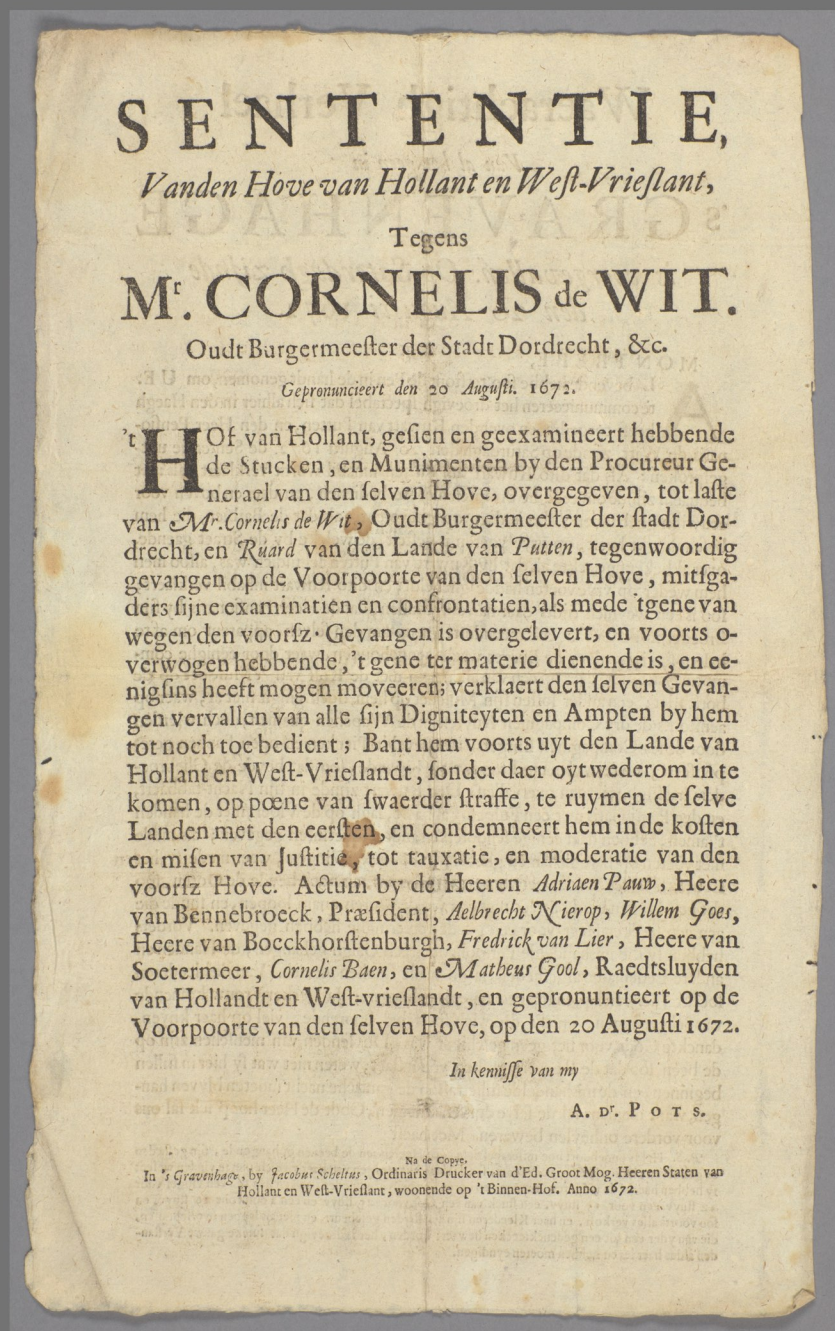 SENTENTIE,
Vanden Hove van Hollant en West-Vrieslant,
Tegens
Mr. CORNELIS de WIT.
Oudt Burgermeester der Stadt Dordrecht, &c.
Gepronuncieert den 20 Augusti. 1672.
't HOf van Hollant, gesien en geexamineert hebbende
de Stucken, en Munimenten by den Procureur Ge-
nerael van den selven Hove, overgegeven, tot laste
van Mr. Cornelis de Wit, Oudt Burgermeester der stadt Dor-
drecht, en Ruard van den Lande van Putten, tegenwoordig
gevangen op de Voorpoorte van den selven Hove, mitsga-
ders sijne examinatien en confrontatien, als mede 'tgene van
wegen den voorsz. Gevangen is overgelevert, en voorts o-
verwogen hebbende, 't gene ter materie dienende is, en ee-
nigsins heeft mogen moveeren; verklaert den selven Gevan-
gen vervallen van alle sijn Digniteyten en Ampten by hem
tot noch toe bedient; Bant hem voorts uyt den Lande van
Hollant en West-Vrieslandt, sonder daer oyt wederom in te
komen, op pœne van swaerder straffe, te ruymen de selve
Landen met den eersten, en condemneert hem in de kosten
en misen van Justitie, tot tauxatie, en moderatie van den
voorsz Hove. Actum by de Heeren Adriaen Pauw, Heere
van Bennebroeck, Præsident, Aelbrecht Nierop, Willem Goes,
Heere van Boeckhorstenburgh, Fredrick van Lier, Heere van
Soetermeer, Cornelis Baen, en Matheus Gool, Raedtsluyden
van Hollandt en West-vrieslandt, en gepronuntieert op de
Voorpoorte van den selven Hove, op den 20 Augusti 1672.
In kennisse van my
A. Dr. POTS.
Na de Copye.
In 's Gravenhage, by Jacobus Scheltus, Ordinaris Drucker van d'Ed. Groot Mog. Heeren Staten van
Hollant en West-Vrieslant, woonende op 't Binnen-Hof. Anno 1672.